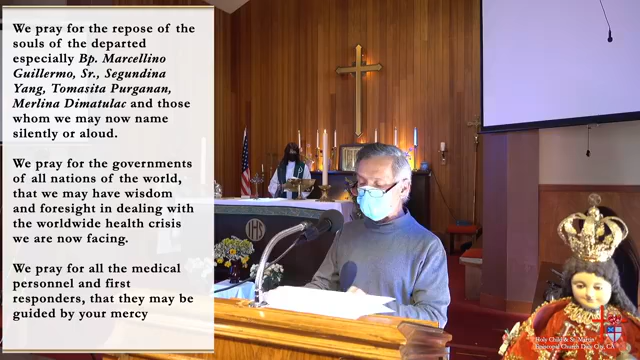 We pray for the repose of the
souls of the departed
especially Bp. Marcellino
Guillermo, Sr., Segundina
Yang, Tomasita Purganan,
Merlina Dimatulac and those
whom we may now name
silently or aloud.
We pray for the governments
of all nations of the world,
that we may have wisdom
and foresight in dealing with
the worldwide health crisis
we are now facing.
We pray for all the medical
personnel and first
responders, that they may be
guided by your mercy
IHS
Holy Child & St. Martin
Episcopal Church Daly City, CA